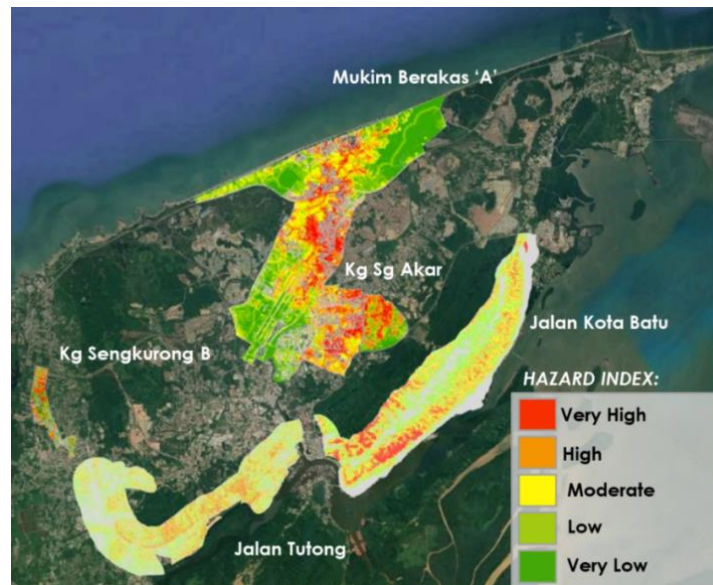 Mukim Berakas ‘A’
Kg Sg Akar
Jalan Kota Batu
Kg Sengkurong B
HAZARD INDEX:
Very High
High
Moderate
Low
Very Low
Jalan Tutong